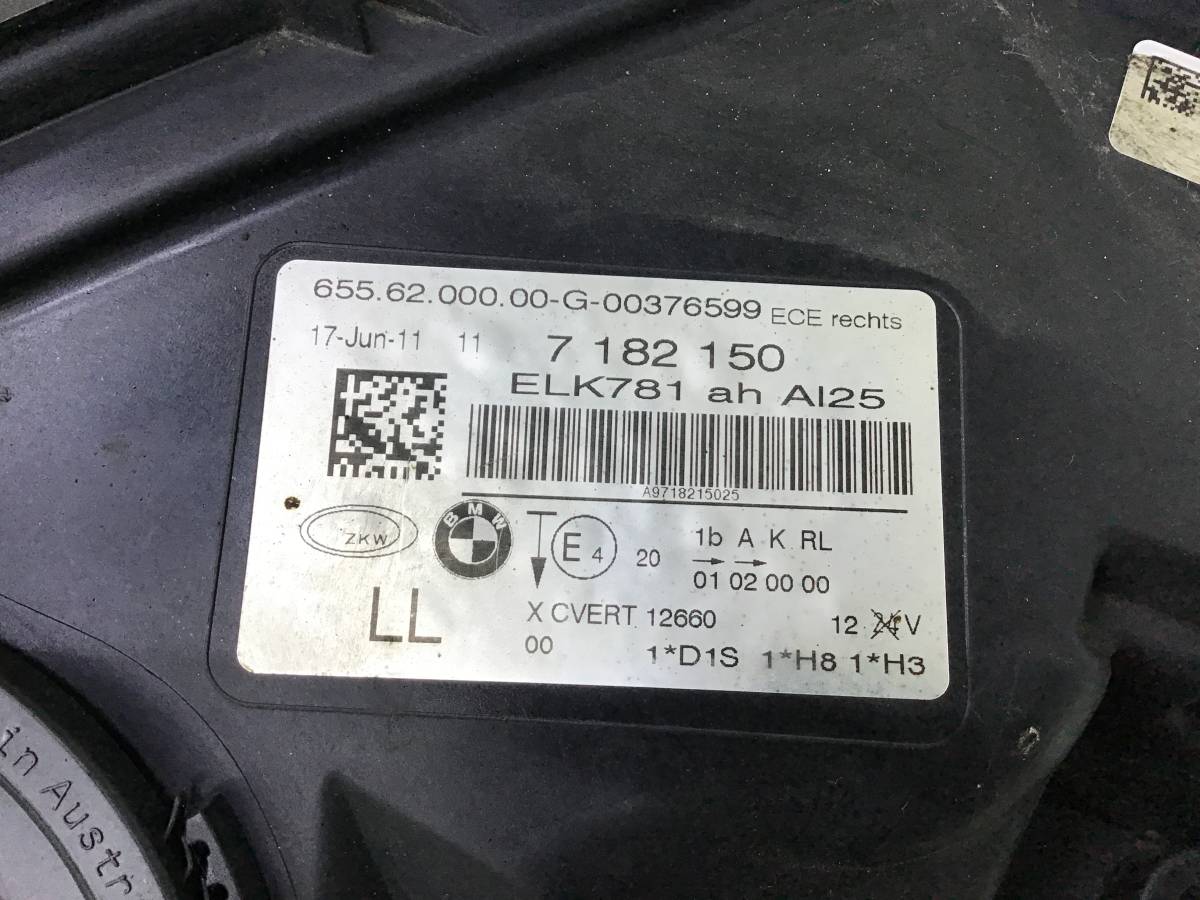 655.62.000.00-G-00376599 ECE rechts
17-Jun-11 11 7 182 150
ELK781 ah AI25
A9718215025
ZKW BMW E 4 20 1b A K RL
→ → 01 02 00 00
LL X CVERT 12660 12 24 V
00 1*D1S 1*H8 1*H3
in Austr